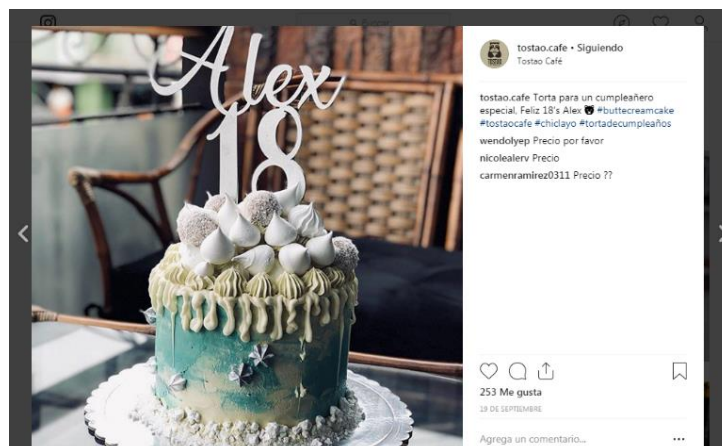 Alex
18
tostao.cafe • Siguiendo
Tostao Café
tostao.cafe Torta para un cumpleañero
especial. Feliz 18's Alex 🐻 #buttecreamcake
#tostaocafe #chiclayo #tortadecumpleaños
wendolyep Precio por favor
nicolealerv Precio
carmenramirez0311 Precio ??
253 Me gusta
19 DE SEPTIEMBRE
Agrega un comentario...